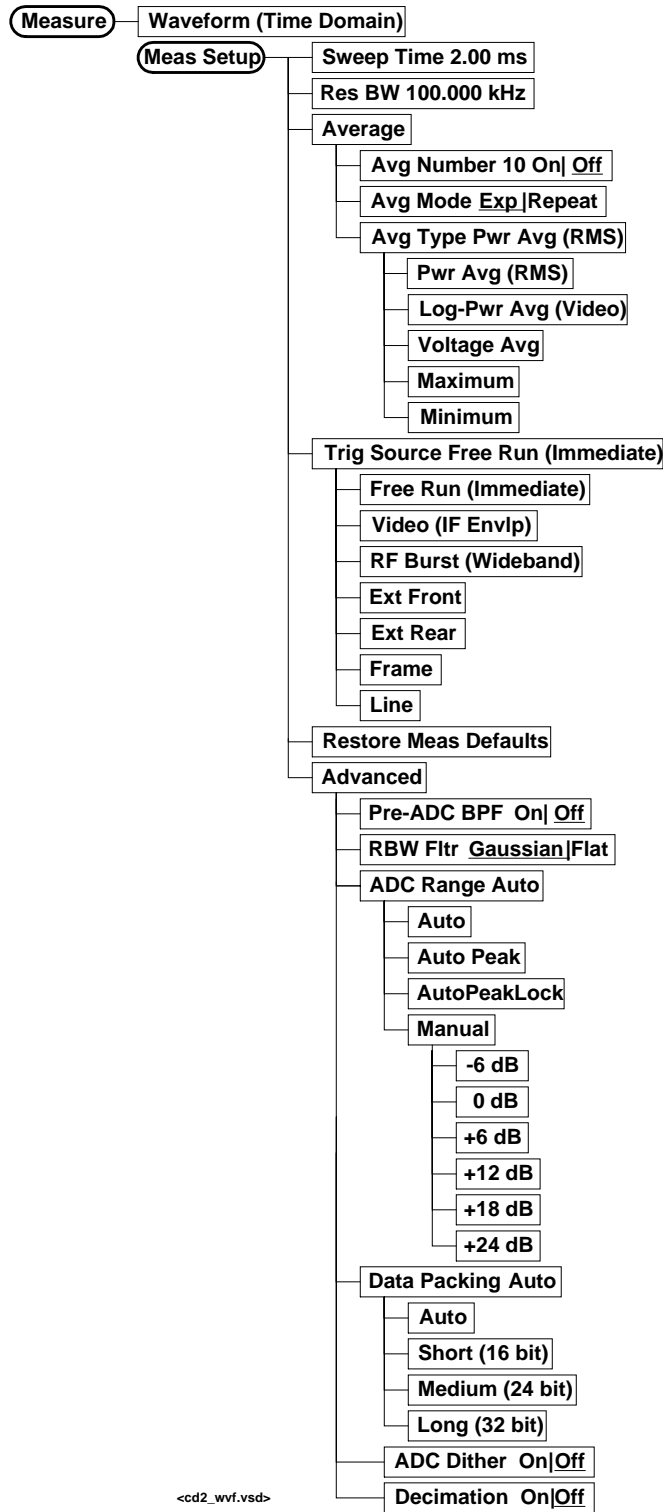 Measure
Waveform (Time Domain)
Meas Setup
Sweep Time 2.00 ms
Res BW 100.000 kHz
Average
Avg Number 10 On| Off
Avg Mode Exp|Repeat
Avg Type Pwr Avg (RMS)
Pwr Avg (RMS)
Log-Pwr Avg (Video)
Voltage Avg
Maximum
Minimum
Trig Source Free Run (Immediate)
Free Run (Immediate)
Video (IF Envlp)
RF Burst (Wideband)
Ext Front
Ext Rear
Frame
Line
Restore Meas Defaults
Advanced
Pre-ADC BPF On| Off
RBW Fltr Gaussian|Flat
ADC Range Auto
Auto
Auto Peak
AutoPeakLock
Manual
-6 dB
0 dB
+6 dB
+12 dB
+18 dB
+24 dB
Data Packing Auto
Auto
Short (16 bit)
Medium (24 bit)
Long (32 bit)
ADC Dither On|Off
Decimation On|Off
<cd2_wvf.vsd>